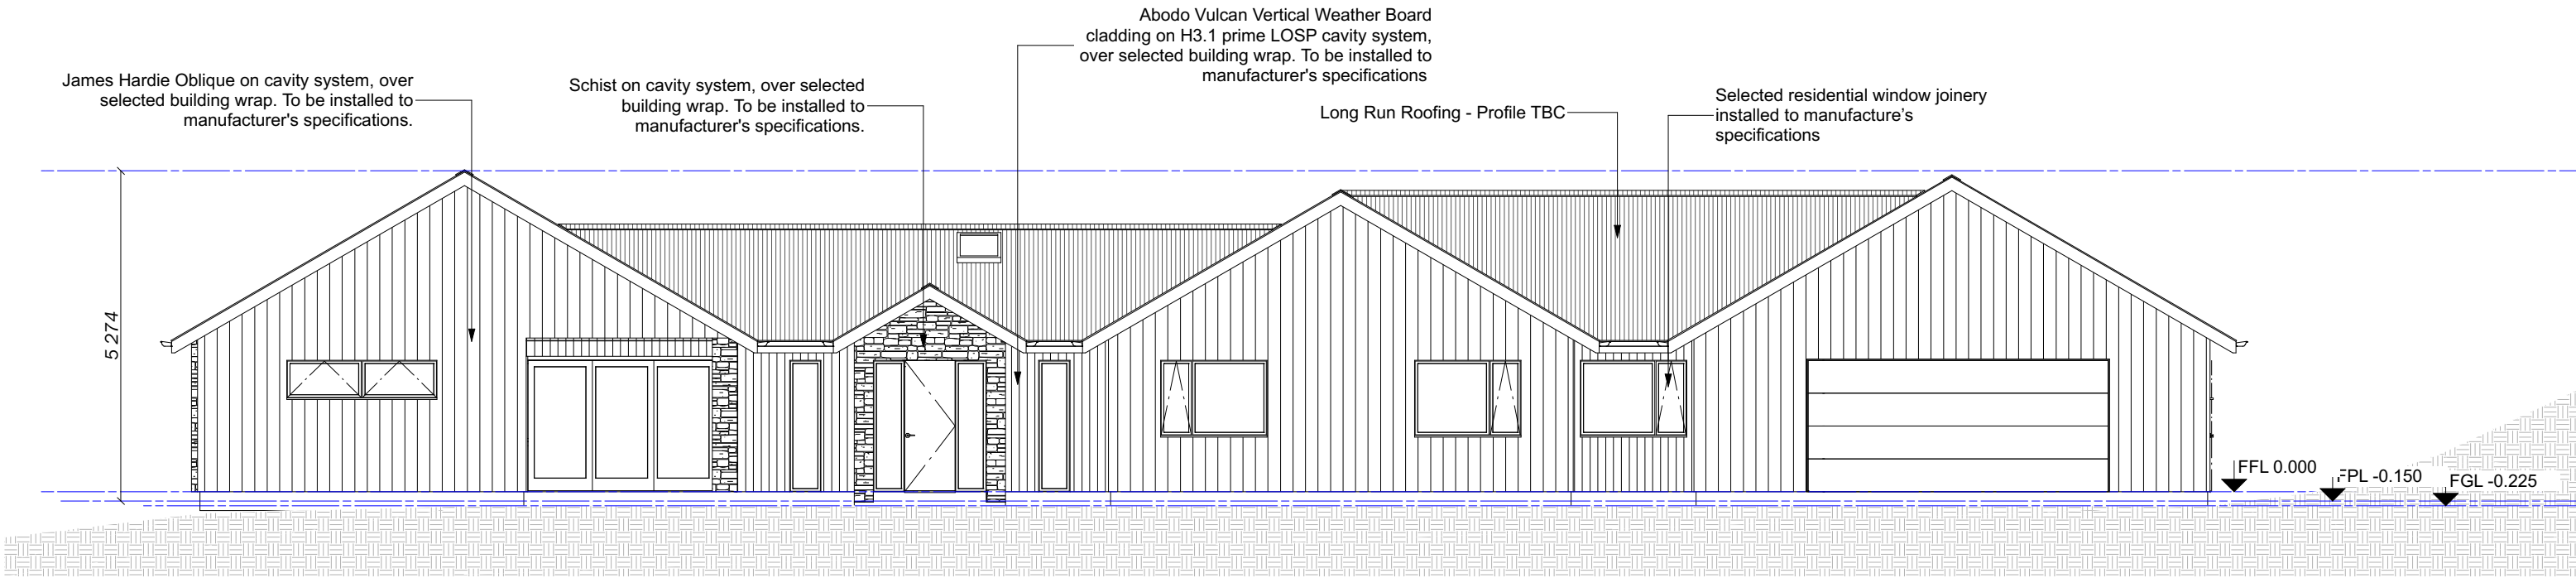 Abodo Vulcan Vertical Weather Board
cladding on H3.1 prime LOSP cavity system,
over selected building wrap. To be installed to
manufacturer's specifications
James Hardie Oblique on cavity system, over
selected building wrap. To be installed to
manufacturer's specifications.
Schist on cavity system, over selected
building wrap. To be installed to
manufacturer's specifications.
Long Run Roofing - Profile TBC
Selected residential window joinery
installed to manufacture's
specifications
5 274
FFL 0.000
FPL -0.150
FGL -0.225